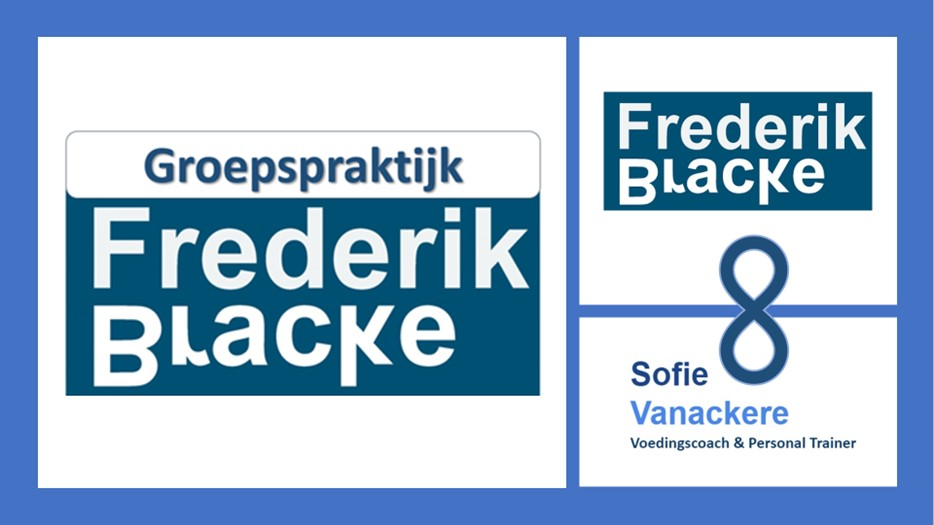 Groepspraktijk
Frederik
Blacke
Frederik
Blacke
Sofie
Vanackere
Voedingscoach & Personal Trainer